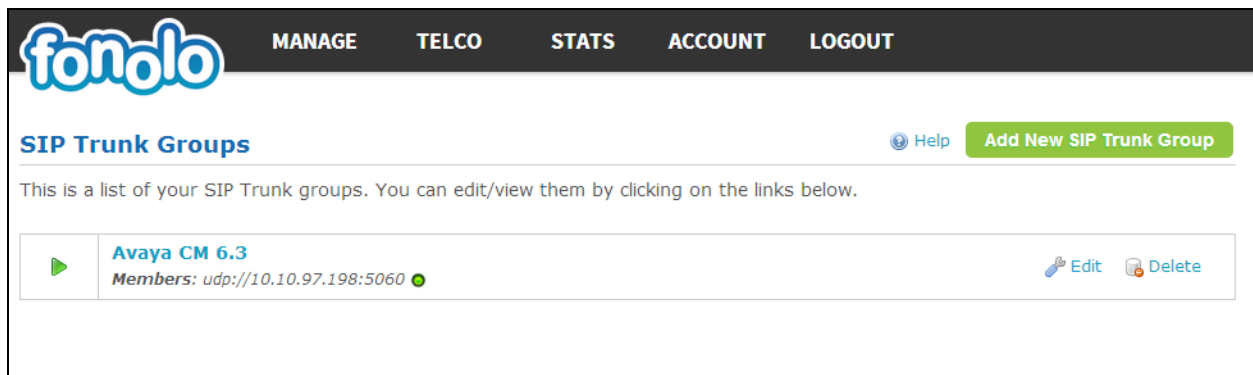 fonolo MANAGE TELCO STATS ACCOUNT LOGOUT
SIP Trunk Groups Help Add New SIP Trunk Group
This is a list of your SIP Trunk groups. You can edit/view them by clicking on the links below.
Avaya CM 6.3
Members: udp://10.10.97.198:5060
Edit Delete